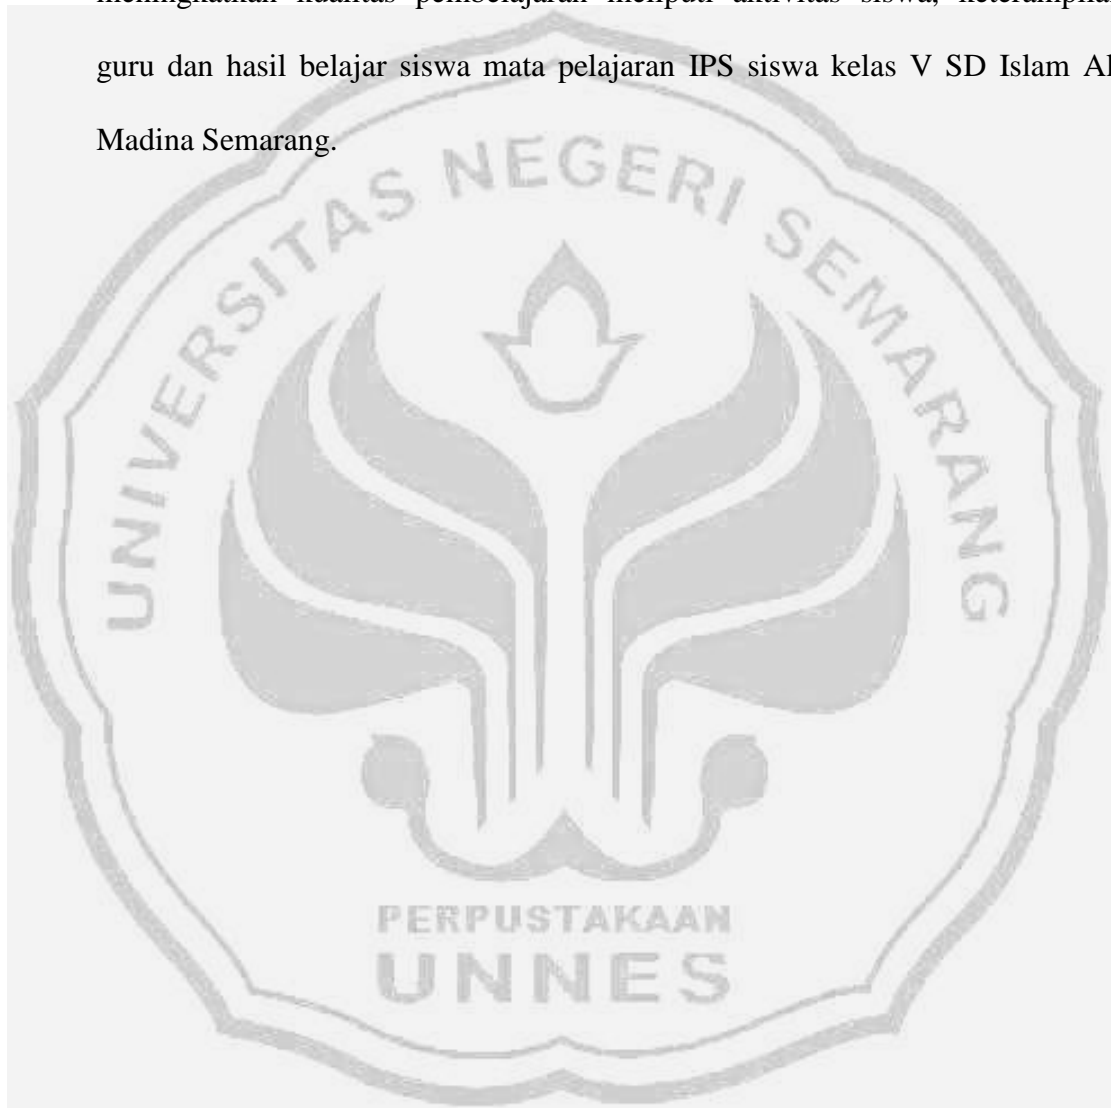 meningkatkan kualitas pembelajaran meliputi aktivitas siswa, keterampilan
guru dan hasil belajar siswa mata pelajaran IPS siswa kelas V SD Islam Al
Madina Semarang.
UNIVERSITAS NEGERI SEMARANG
PERPUSTAKAAN
UNNES